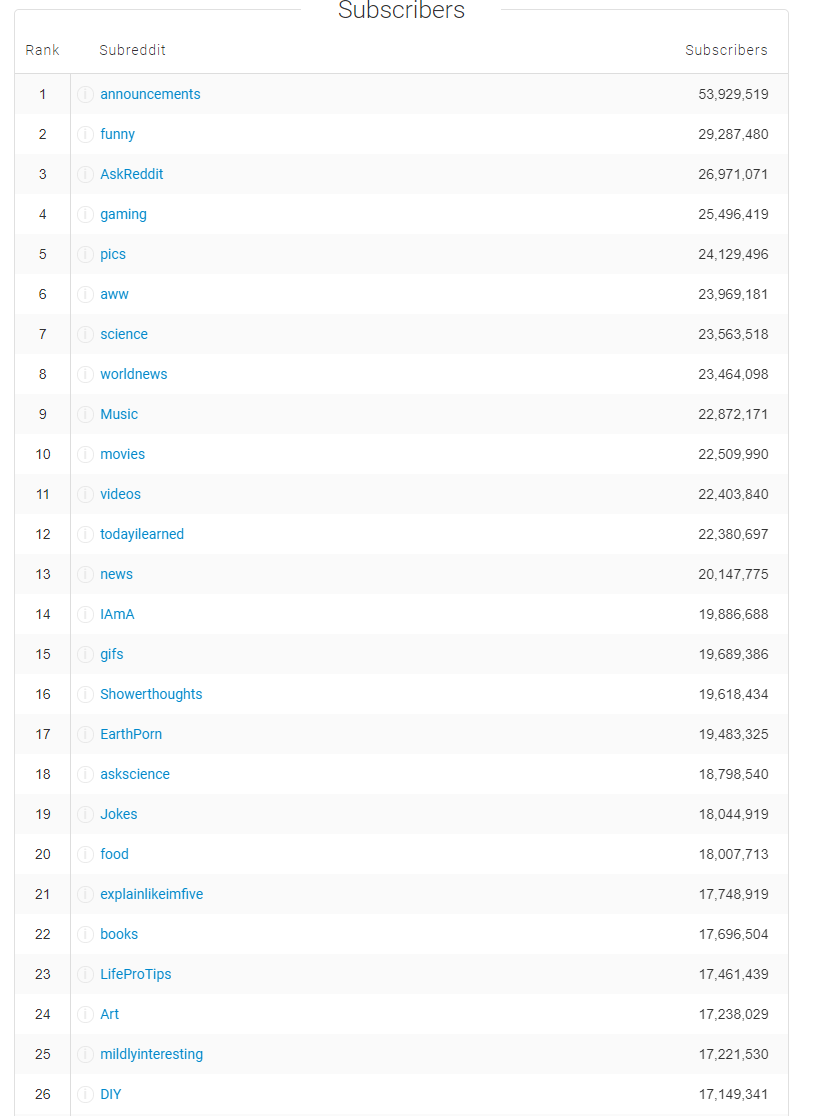 Subscribers
Rank Subreddit Subscribers
1 announcements 53,929,519
2 funny 29,287,480
3 AskReddit 26,971,071
4 gaming 25,496,419
5 pics 24,129,496
6 aww 23,969,181
7 science 23,563,518
8 worldnews 23,464,098
9 Music 22,872,171
10 movies 22,509,990
11 videos 22,403,840
12 todayilearned 22,380,697
13 news 20,147,775
14 IAmA 19,886,688
15 gifs 19,689,386
16 Showerthoughts 19,618,434
17 EarthPorn 19,483,325
18 askscience 18,798,540
19 Jokes 18,044,919
20 food 18,007,713
21 explainlikeimfive 17,748,919
22 books 17,696,504
23 LifeProTips 17,461,439
24 Art 17,238,029
25 mildlyinteresting 17,221,530
26 DIY 17,149,341